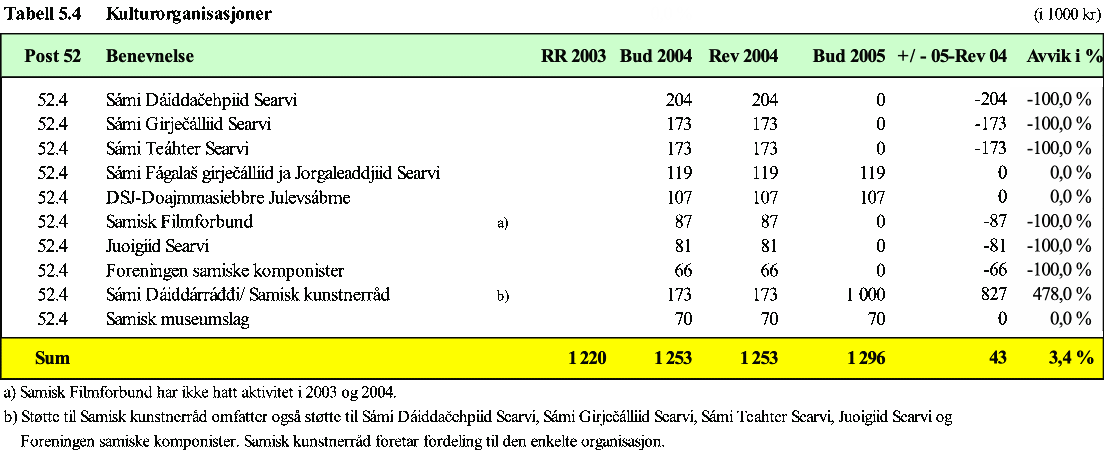 Tabell 5.4 Kulturorganisasjoner (i 1000 kr)
Post 52 Benevnelse RR 2003 Bud 2004 Rev 2004 Bud 2005 +/ - 05-Rev 04 Avvik i %
52.4 Sámi Dáiddačehpiid Searvi 204 204 0 -204 -100,0 %
52.4 Sámi Girječálliid Searvi 173 173 0 -173 -100,0 %
52.4 Sámi Teáhter Searvi 173 173 0 -173 -100,0 %
52.4 Sámi Fágalaš girječálliid ja Jorgaleaddjiid Searvi 119 119 119 0 0,0 %
52.4 DSJ-Doajmmasiebbre Julevsábme 107 107 107 0 0,0 %
52.4 Samisk Filmforbund a) 87 87 0 -87 -100,0 %
52.4 Juoigiid Searvi 81 81 0 -81 -100,0 %
52.4 Foreningen samiske komponister 66 66 0 -66 -100,0 %
52.4 Sámi Dáiddárráđđi/ Samisk kunstnerråd b) 173 173 1 000 827 478,0 %
52.4 Samisk museumslag 70 70 70 0 0,0 %
Sum 1 220 1 253 1 253 1 296 43 3,4 %
a) Samisk Filmforbund har ikke hatt aktivitet i 2003 og 2004.
b) Støtte til Samisk kunstnerråd omfatter også støtte til Sámi Dáiddačehpiid Searvi, Sámi Girječálliid Searvi, Sámi Teahter Searvi, Juoigiid Searvi og
Foreningen samiske komponister. Samisk kunstnerråd foretar fordeling til den enkelte organisasjon.